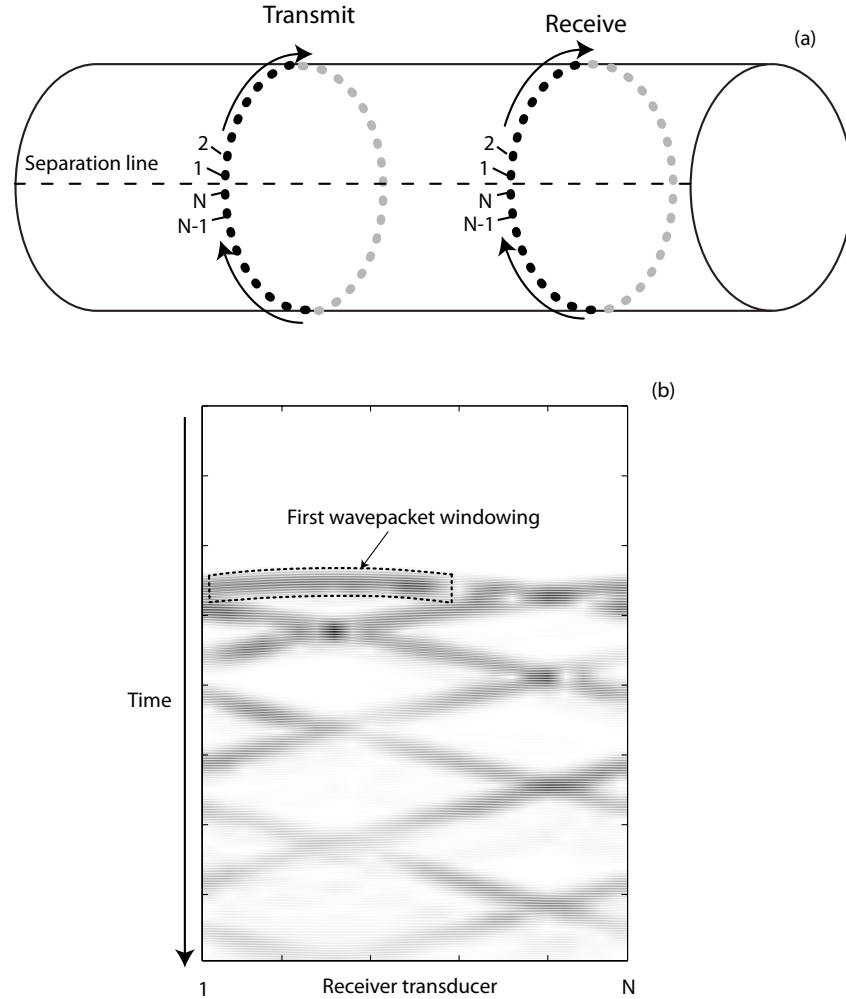 Transmit
Receive
(a)
2
1
Separation line
N
N-1
2
1
N
N-1
(b)
First wavepacket windowing
Time
1
Receiver transducer
N